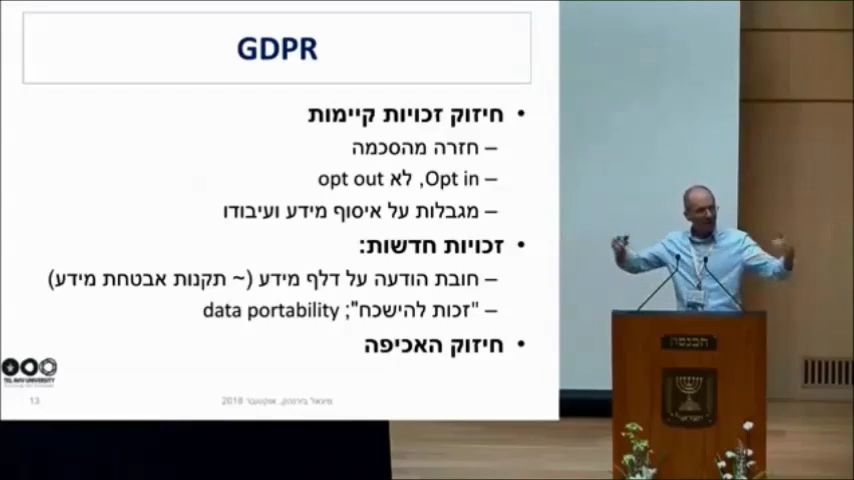 GDPR
• חיזוק זכויות קיימות
– חזרה מהסכמה
– Opt in, לא opt out
– מגבלות על איסוף מידע ועיבודו
• זכויות חדשות:
– חובת הודעה על דלף מידע (~ תקנות אבטחת מידע)
– "זכות להישכח"; data portability
• חיזוק האכיפה
TEL AVIV UNIVERSITY
13
מיכאל בירנהק, אוקטובר 2018
הכנסת